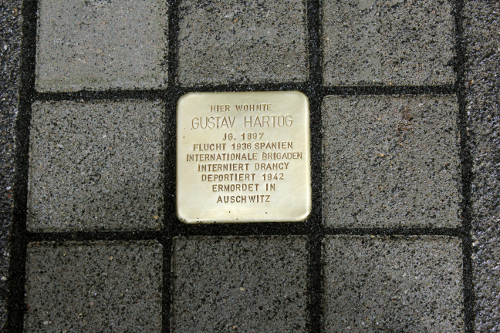 HIER WOHNTE
GUSTAV HARTOG
JG. 1897
FLUCHT 1936 SPANIEN
INTERNATIONALE BRIGADEN
INTERNIERT DRANCY
DEPORTIERT 1942
ERMORDET IN
AUSCHWITZ